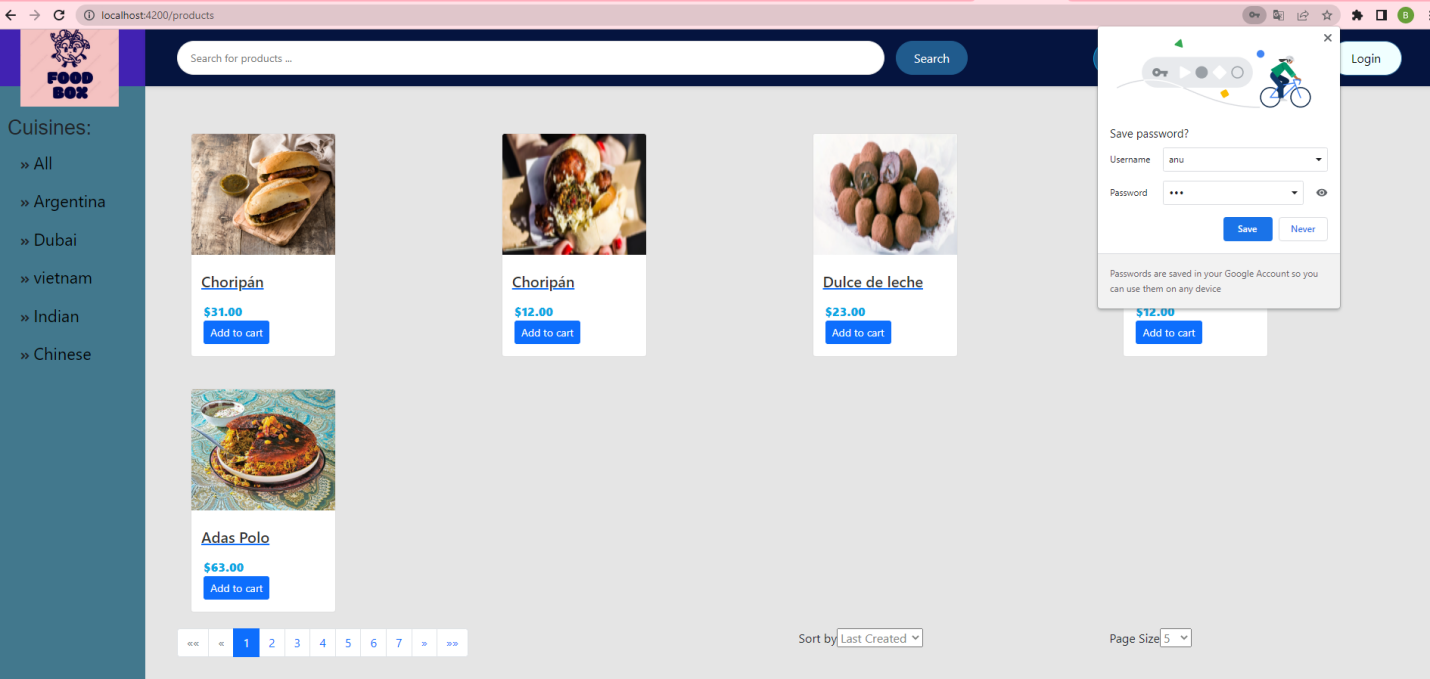 localhost:4200/products
B
FOOD
BOX
Search for products ...
Search
Login
Save password?
Username
anu
Password
•••
Save
Never
Passwords are saved in your Google Account so you
can use them on any device
Cuisines:
» All
» Argentina
» Dubai
» vietnam
» Indian
» Chinese
Choripán
$31.00
Add to cart
Choripán
$12.00
Add to cart
Dulce de leche
$23.00
Add to cart
$12.00
Add to cart
Adas Polo
$63.00
Add to cart
«« « 1 2 3 4 5 6 7 » »»
Sort by Last Created
Page Size 5